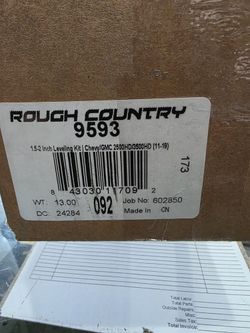 ROUGH COUNTRY
9593
1.5-2 Inch Leveling Kit | Chevy/GMC 2500HD/3500HD (11-19)
173
8 43030 11709 2
WT: 13.00 092 Job No: 602850
DC: 24284 Made In CN
Total Labor
Total Parts
Outside Repairs
Misc.
Sales Tax
Total Invoice